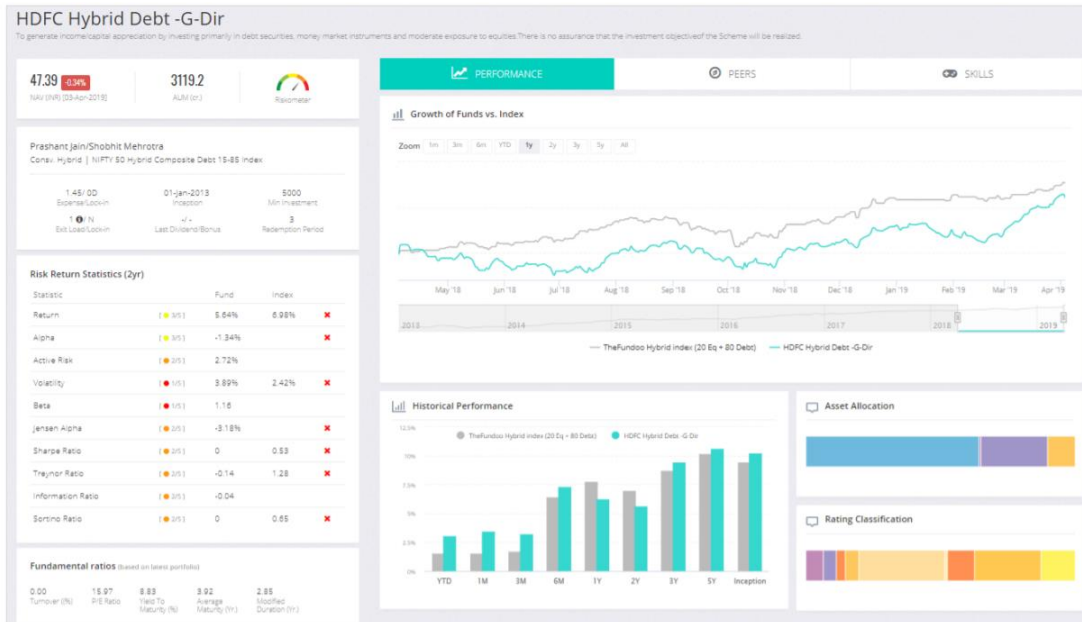 HDFC Hybrid Debt -G-Dir
To generate income/capital appreciation by investing primarily in debt securities, money market instruments and moderate exposure to equities.There is no assurance that the investment objectiveof the Scheme will be realized.
47.39 -0.34%
NAV (INR) [03-Apr-2019]
3119.2
AUM (cr.)
Riskometer
Prashant Jain/Shobhit Mehrotra
Consv. Hybrid | NIFTY 50 Hybrid Composite Debt 15-85 Index
1.45/ 0D 01-Jan-2013 5000
Expense/Lock-in Inception Min Investment
1 / N -/ - 3
Exit Load/Lock-in Last Dividend/Bonus Redemption Period
Risk Return Statistics (2yr)
Statistic Fund Index
Return [ 3/5 ] 5.64% 6.98%
Alpha [ 3/5 ] -1.34%
Active Risk [ 2/5 ] 2.72%
Volatility [ 1/5 ] 3.89% 2.42%
Beta [ 1/5 ] 1.16
Jensen Alpha [ 2/5 ] -3.18%
Sharpe Ratio [ 2/5 ] 0 0.53
Treynor Ratio [ 2/5 ] -0.14 1.28
Information Ratio [ 2/5 ] -0.04
Sortino Ratio [ 2/5 ] 0 0.65
Fundamental ratios (based on latest portfolio)
0.00 15.97 8.83 3.92 2.85
Turnover (%) P/E Ratio Yield To Maturity (%) Average Maturity (Yr.) Modified Duration (Yr.)
PERFORMANCE PEERS SKILLS
Growth of Funds vs. Index
Zoom 1m 3m 6m YTD 1y 2y 3y 5y All
May '18 Jun '18 Jul '18 Aug '18 Sep '18 Oct '18 Nov '18 Dec '18 Jan '19 Feb '19 Mar '19 Apr '19
2013 2014 2015 2016 2017 2018 2019
TheFundoo Hybrid index (20 Eq + 80 Debt) HDFC Hybrid Debt -G-Dir
Historical Performance
TheFundoo Hybrid index (20 Eq + 80 Debt) HDFC Hybrid Debt -G-Dir
12.5%
10%
7.5%
5%
2.5%
0%
YTD 1M 3M 6M 1Y 2Y 3Y 5Y Inception
Asset Allocation
Rating Classification